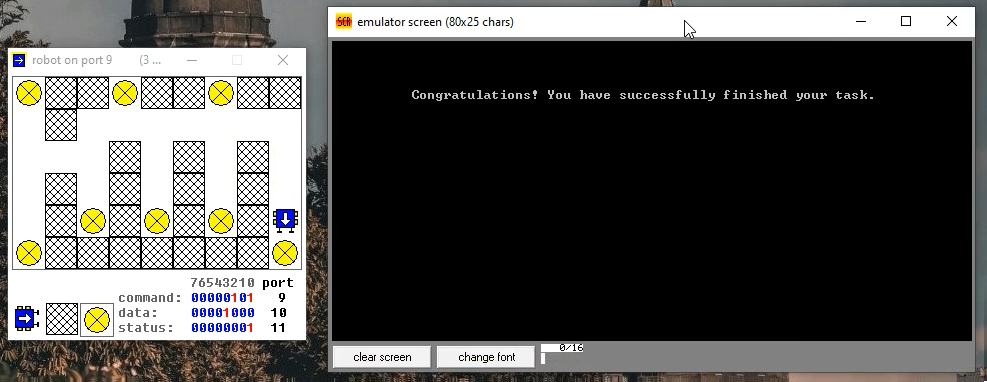 emulator screen (80x25 chars)
robot on port 9 (3 ...
Congratulations! You have successfully finished your task.
76543210 port
command: 00000101 9
data: 00001000 10
status: 00000001 11
clear screen
change font
0/16